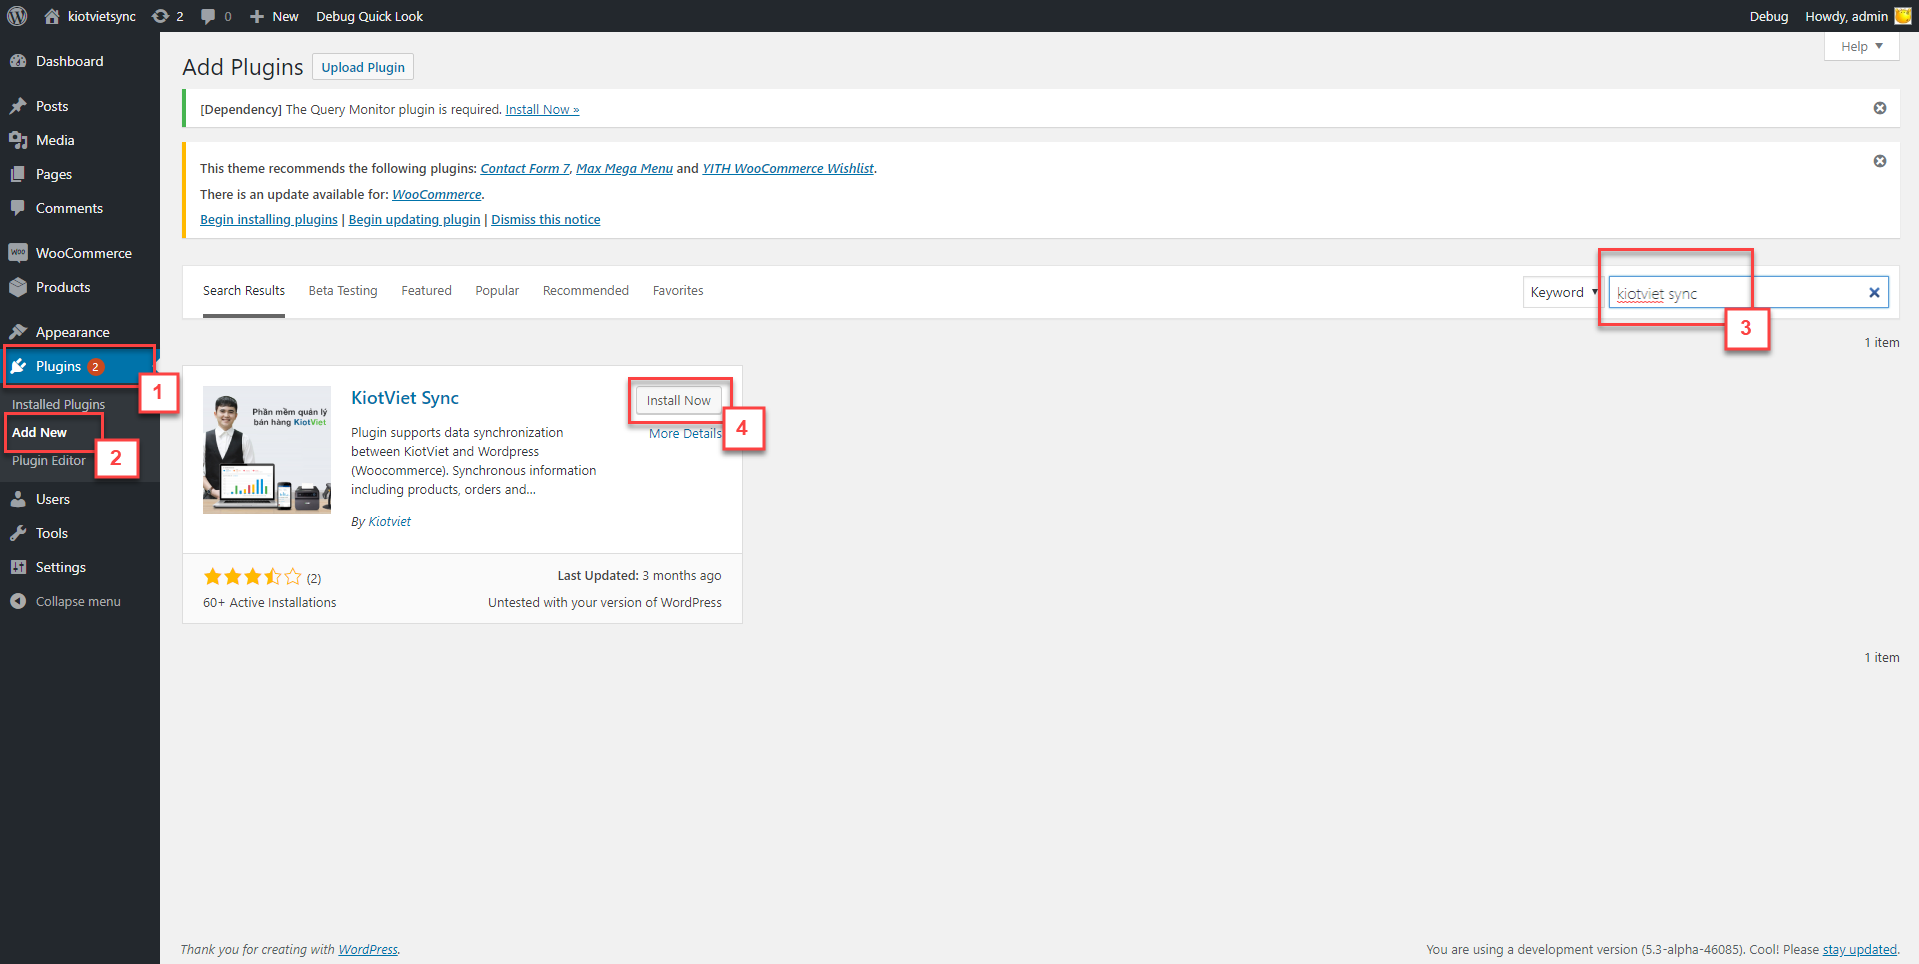 kiotvietsync 2 0 New Debug Quick Look Debug Howdy, admin
Help
Dashboard
Posts
Media
Pages
Comments
WooCommerce
Products
Appearance
Plugins 2
1
Installed Plugins
Add New
2
Plugin Editor
Users
Tools
Settings
Collapse menu
Add Plugins Upload Plugin
[Dependency] The Query Monitor plugin is required. Install Now »
This theme recommends the following plugins: Contact Form 7, Max Mega Menu and YITH WooCommerce Wishlist.
There is an update available for: WooCommerce.
Begin installing plugins | Begin updating plugin | Dismiss this notice
Search Results Beta Testing Featured Popular Recommended Favorites Keyword kiotviet sync
3
1 item
Phần mềm quản lý
bán hàng KiotViet
KiotViet Sync
Install Now
4
More Details
Plugin supports data synchronization
between KiotViet and Wordpress
(Woocommerce). Synchronous information
including products, orders and…
By Kiotviet
(2)
Last Updated: 3 months ago
60+ Active Installations
Untested with your version of WordPress
1 item
Thank you for creating with WordPress.
You are using a development version (5.3-alpha-46085). Cool! Please stay updated.